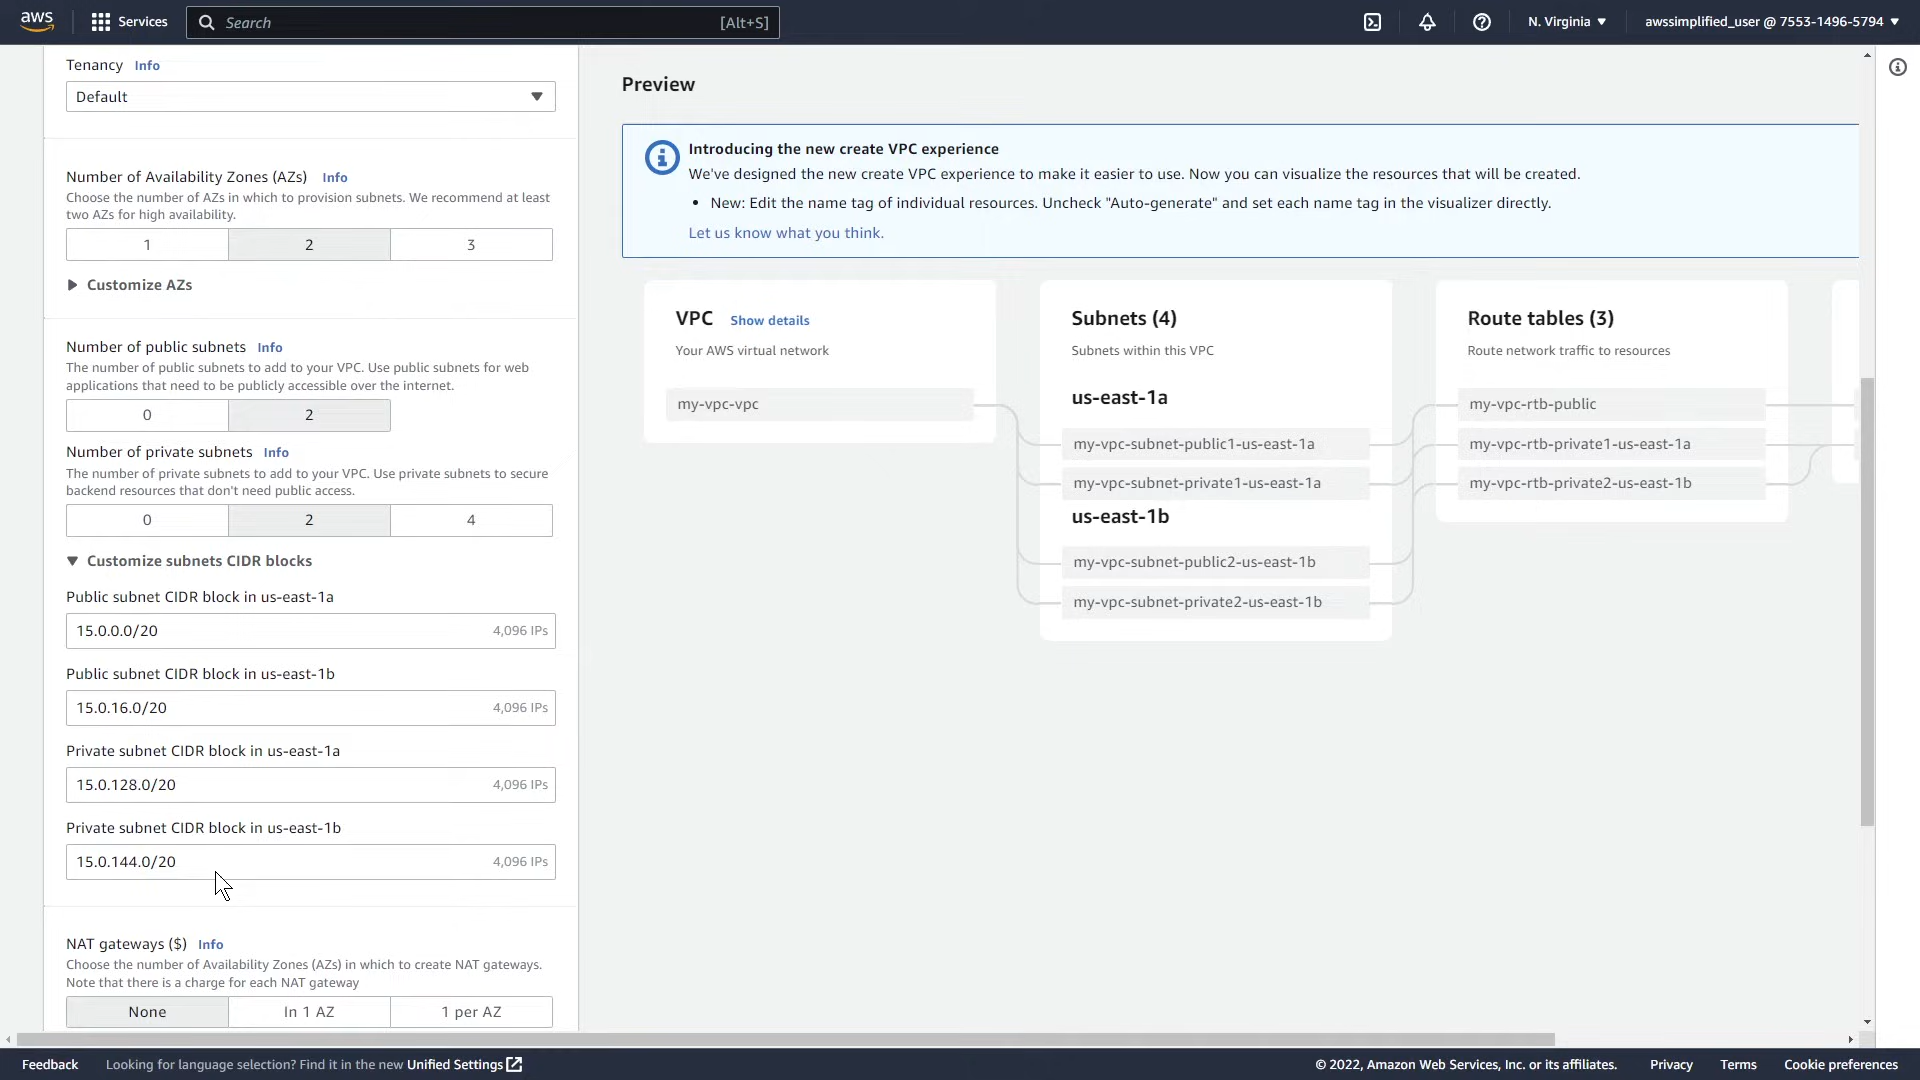 aws
Services
Search
[Alt+S]
N. Virginia
awssimplified_user @ 7553-1496-5794
Tenancy Info
Default
Number of Availability Zones (AZs) Info
Choose the number of AZs in which to provision subnets. We recommend at least
two AZs for high availability.
1 2 3
Customize AZs
Number of public subnets Info
The number of public subnets to add to your VPC. Use public subnets for web
applications that need to be publicly accessible over the internet.
0 2
Number of private subnets Info
The number of private subnets to add to your VPC. Use private subnets to secure
backend resources that don't need public access.
0 2 4
Customize subnets CIDR blocks
Public subnet CIDR block in us-east-1a
15.0.0.0/20 4,096 IPs
Public subnet CIDR block in us-east-1b
15.0.16.0/20 4,096 IPs
Private subnet CIDR block in us-east-1a
15.0.128.0/20 4,096 IPs
Private subnet CIDR block in us-east-1b
15.0.144.0/20 4,096 IPs
NAT gateways ($) Info
Choose the number of Availability Zones (AZs) in which to create NAT gateways.
Note that there is a charge for each NAT gateway
None In 1 AZ 1 per AZ
Preview
Introducing the new create VPC experience
We've designed the new create VPC experience to make it easier to use. Now you can visualize the resources that will be created.
• New: Edit the name tag of individual resources. Uncheck "Auto-generate" and set each name tag in the visualizer directly.
Let us know what you think.
VPC Show details
Your AWS virtual network
my-vpc-vpc
Subnets (4)
Subnets within this VPC
us-east-1a
my-vpc-subnet-public1-us-east-1a
my-vpc-subnet-private1-us-east-1a
us-east-1b
my-vpc-subnet-public2-us-east-1b
my-vpc-subnet-private2-us-east-1b
Route tables (3)
Route network traffic to resources
my-vpc-rtb-public
my-vpc-rtb-private1-us-east-1a
my-vpc-rtb-private2-us-east-1b
Feedback
Looking for language selection? Find it in the new Unified Settings
© 2022, Amazon Web Services, Inc. or its affiliates.
Privacy
Terms
Cookie preferences